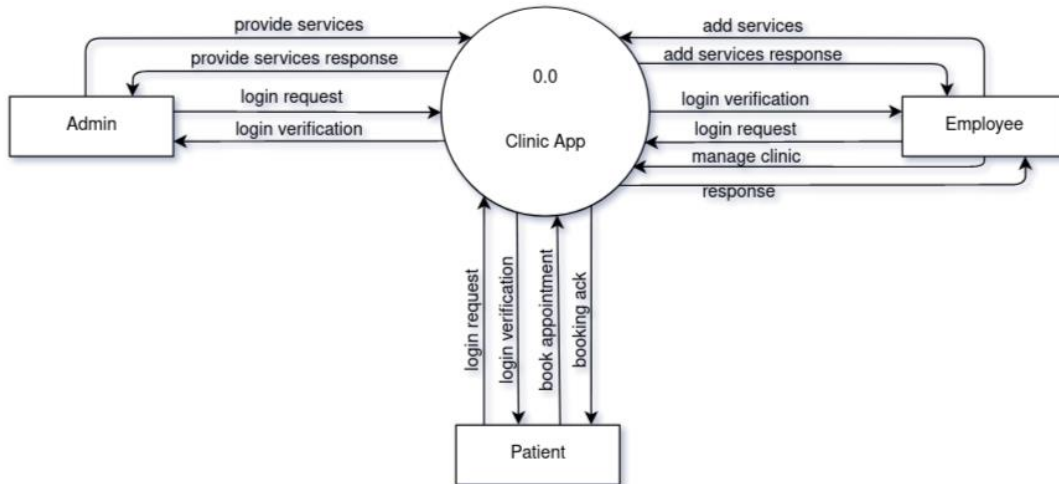 provide services
add services
provide services response
add services response
0.0
login request
login verification
Admin
Employee
login verification
login request
Clinic App
manage clinic
response
login request
login verification
book appointment
booking ack
Patient